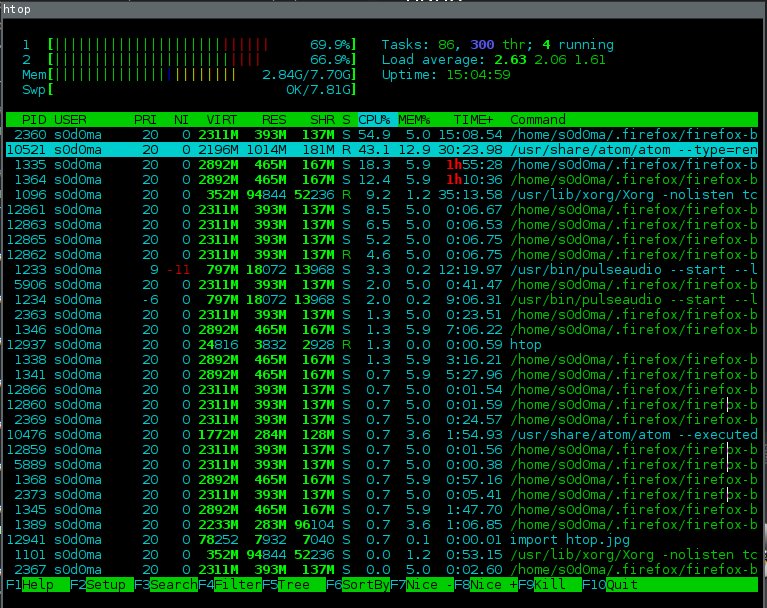 htop
1 [|||||||||||||||||||||||||||| 69.9%] Tasks: 86, 300 thr; 4 running
2 [||||||||||||||||||||||||||| 66.9%] Load average: 2.63 2.06 1.61
Mem[|||||||||||||||||||||||| 2.84G/7.70G] Uptime: 15:04:59
Swp[ 0K/7.81G]
PID USER PRI NI VIRT RES SHR S CPU% MEM% TIME+ Command
2360 s0d0ma 20 0 2311M 393M 137M S 54.9 5.0 15:08.54 /home/s0d0ma/.firefox/firefox-b
10521 s0d0ma 20 0 2196M 1014M 181M R 43.1 12.9 30:23.98 /usr/share/atom/atom --type=ren
1335 s0d0ma 20 0 2892M 465M 167M S 18.3 5.9 1h55:28 /home/s0d0ma/.firefox/firefox-b
1364 s0d0ma 20 0 2892M 465M 167M S 12.4 5.9 1h10:36 /home/s0d0ma/.firefox/firefox-b
1096 s0d0ma 20 0 352M 94844 52236 R 9.2 1.2 35:13.58 /usr/lib/xorg/Xorg -nolisten tc
12861 s0d0ma 20 0 2311M 393M 137M S 8.5 5.0 0:06.67 /home/s0d0ma/.firefox/firefox-b
12863 s0d0ma 20 0 2311M 393M 137M S 6.5 5.0 0:06.53 /home/s0d0ma/.firefox/firefox-b
12865 s0d0ma 20 0 2311M 393M 137M S 5.2 5.0 0:06.75 /home/s0d0ma/.firefox/firefox-b
12862 s0d0ma 20 0 2311M 393M 137M R 4.6 5.0 0:06.75 /home/s0d0ma/.firefox/firefox-b
1233 s0d0ma 9 -11 797M 18072 13968 S 3.3 0.2 12:19.97 /usr/bin/pulseaudio --start --l
5906 s0d0ma 20 0 2311M 393M 137M S 2.0 5.0 0:41.47 /home/s0d0ma/.firefox/firefox-b
1234 s0d0ma -6 0 797M 18072 13968 S 2.0 0.2 9:06.31 /usr/bin/pulseaudio --start --l
2363 s0d0ma 20 0 2311M 393M 137M S 1.3 5.0 0:23.51 /home/s0d0ma/.firefox/firefox-b
1346 s0d0ma 20 0 2892M 465M 167M S 1.3 5.9 7:06.22 /home/s0d0ma/.firefox/firefox-b
12937 s0d0ma 20 0 24816 3832 2928 R 1.3 0.0 0:00.59 htop
1338 s0d0ma 20 0 2892M 465M 167M S 1.3 5.9 3:16.21 /home/s0d0ma/.firefox/firefox-b
1341 s0d0ma 20 0 2892M 465M 167M S 0.7 5.9 5:27.96 /home/s0d0ma/.firefox/firefox-b
12866 s0d0ma 20 0 2311M 393M 137M S 0.7 5.0 0:01.54 /home/s0d0ma/.firefox/firefox-b
12860 s0d0ma 20 0 2311M 393M 137M S 0.7 5.0 0:01.59 /home/s0d0ma/.firefox/firefox-b
2369 s0d0ma 20 0 2311M 393M 137M S 0.7 5.0 0:24.57 /home/s0d0ma/.firefox/firefox-b
10476 s0d0ma 20 0 1772M 284M 128M S 0.7 3.6 1:54.93 /usr/share/atom/atom --executed
12859 s0d0ma 20 0 2311M 393M 137M S 0.7 5.0 0:01.56 /home/s0d0ma/.firefox/firefox-b
5889 s0d0ma 20 0 2311M 393M 137M S 0.7 5.0 0:00.38 /home/s0d0ma/.firefox/firefox-b
1368 s0d0ma 20 0 2892M 465M 167M S 0.7 5.9 0:57.16 /home/s0d0ma/.firefox/firefox-b
2373 s0d0ma 20 0 2311M 393M 137M S 0.7 5.0 0:05.41 /home/s0d0ma/.firefox/firefox-b
1345 s0d0ma 20 0 2892M 465M 167M S 0.7 5.9 1:47.70 /home/s0d0ma/.firefox/firefox-b
1389 s0d0ma 20 0 2233M 283M 96104 S 0.7 3.6 1:06.85 /home/s0d0ma/.firefox/firefox-b
12941 s0d0ma 20 0 78252 7932 7040 S 0.7 0.1 0:00.01 import htop.jpg
1101 s0d0ma 20 0 352M 94844 52236 S 0.0 1.2 0:53.15 /usr/lib/xorg/Xorg -nolisten tc
2367 s0d0ma 20 0 2311M 393M 137M S 0.0 5.0 0:02.60 /home/s0d0ma/.firefox/firefox-b
F1Help F2Setup F3SearchF4FilterF5Tree F6SortByF7Nice -F8Nice +F9Kill F10Quit